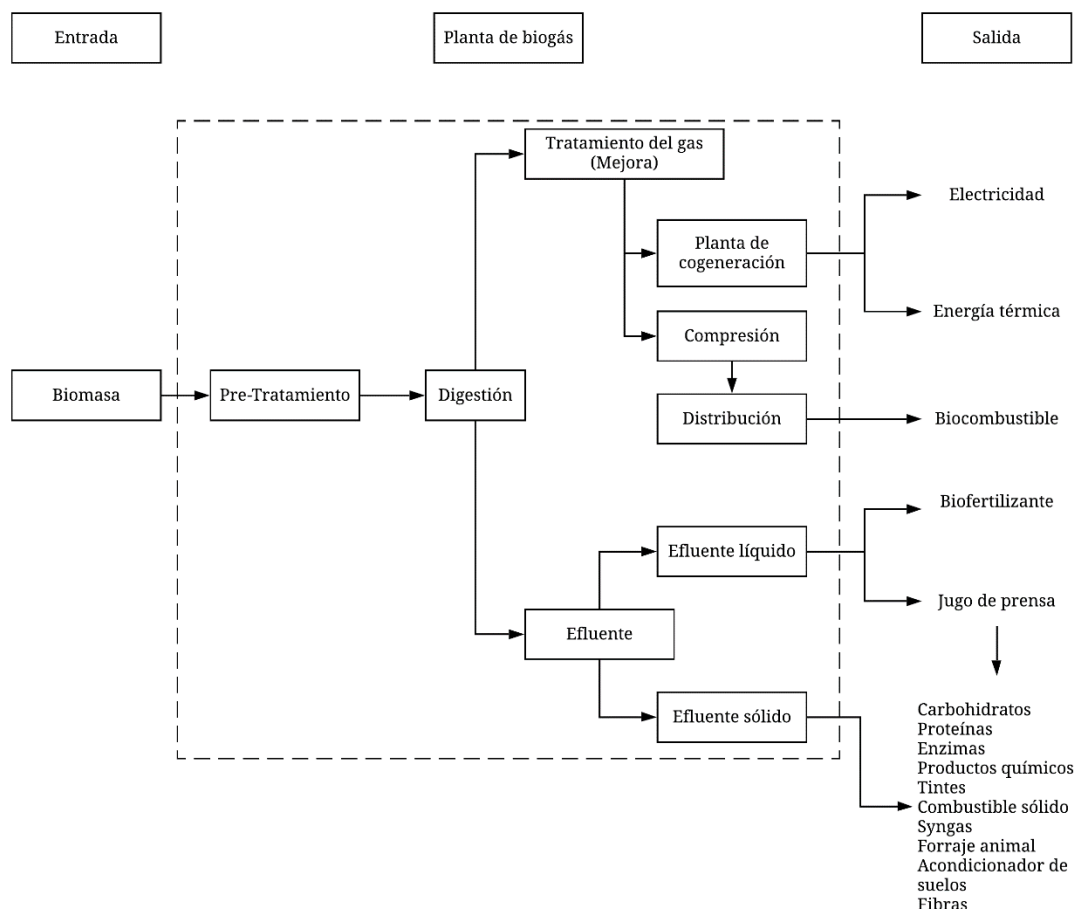 Entrada
Planta de biogás
Salida
Tratamiento del gas
(Mejora)
Electricidad
Planta de
cogeneración
Energía térmica
Compresión
Biomasa
Pre-Tratamiento
Digestión
Distribución
Biocombustible
Biofertilizante
Efluente líquido
Jugo de prensa
Efluente
Efluente sólido
Carbohidratos
Proteínas
Enzimas
Productos químicos
Tintes
Combustible sólido
Syngas
Forraje animal
Acondicionador de
suelos
Fibras